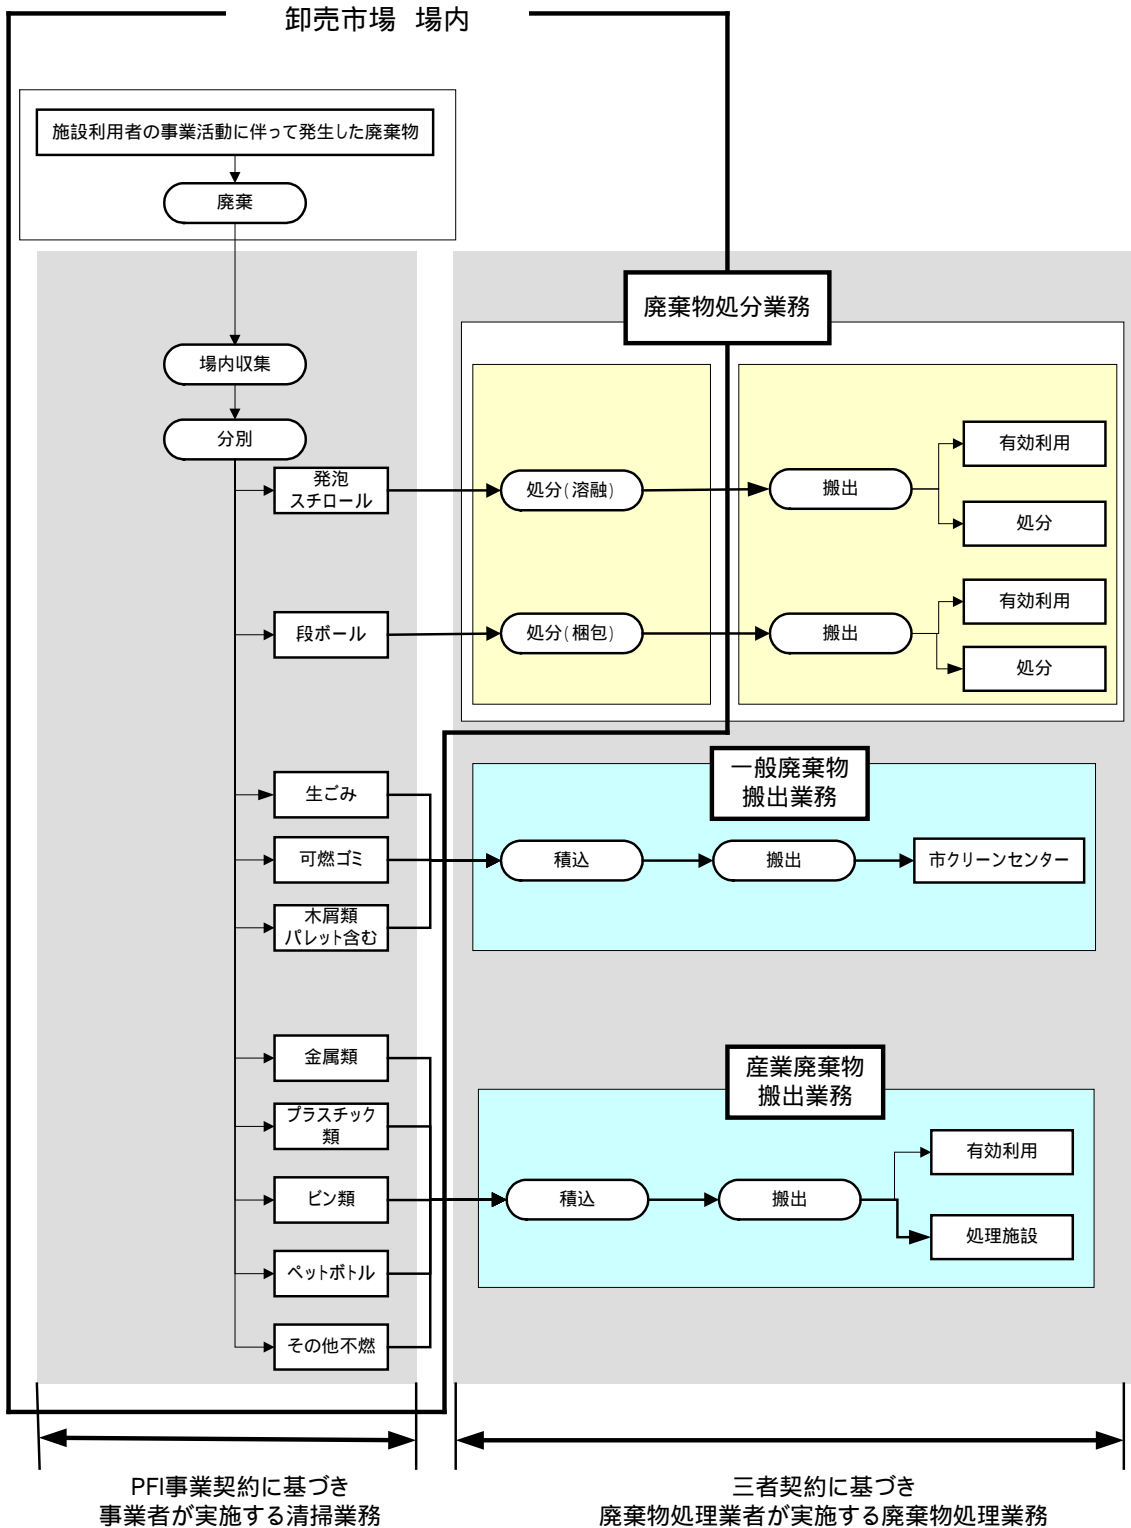 卸売市場 場内
施設利用者の事業活動に伴って発生した廃棄物
廃棄
廃棄物処分業務
場内収集
分別
発泡
スチロール
処分(溶融)
搬出
有効利用
処分
段ボール
処分(梱包)
搬出
有効利用
処分
一般廃棄物
搬出業務
生ごみ
可燃ゴミ
木屑類
パレット含む
積込
搬出
市クリーンセンター
産業廃棄物
搬出業務
金属類
プラスチック
類
ビン類
ペットボトル
その他不燃
積込
搬出
有効利用
処理施設
PFI事業契約に基づき
事業者が実施する清掃業務
三者契約に基づき
廃棄物処理業者が実施する廃棄物処理業務